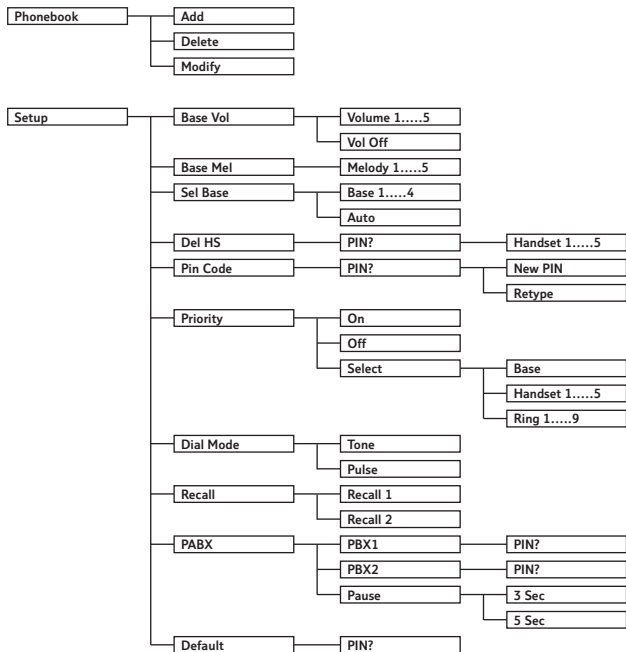 Phonebook Add
Delete
Modify
Setup Base Vol Volume 1.....5
Vol Off
Base Mel Melody 1.....5
Sel Base Base 1.....4
Auto
Del HS PIN? Handset 1.....5
Pin Code PIN? New PIN
Retype
Priority On
Off
Select Base
Handset 1.....5
Ring 1.....9
Dial Mode Tone
Pulse
Recall Recall 1
Recall 2
PABX PBX1 PIN?
PBX2 PIN?
Pause 3 Sec
5 Sec
Default PIN?